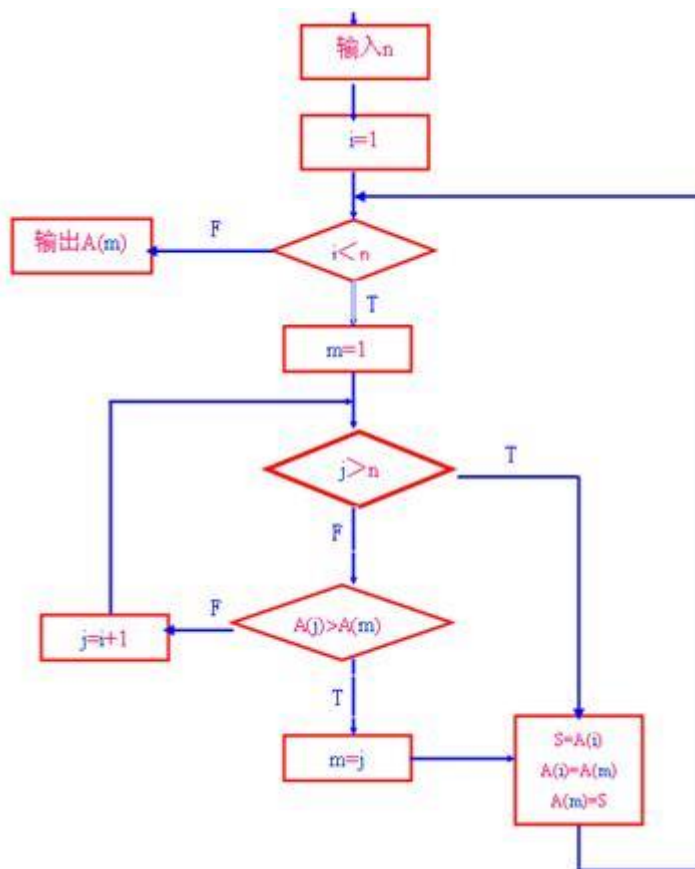 输入n
i=1
F
输出A(m)
i＜n
T
m=1
j＞n
T
F
A(j)>A(m)
F
j=i+1
T
m=j
S=A(i)
A(i)=A(m)
A(m)=S